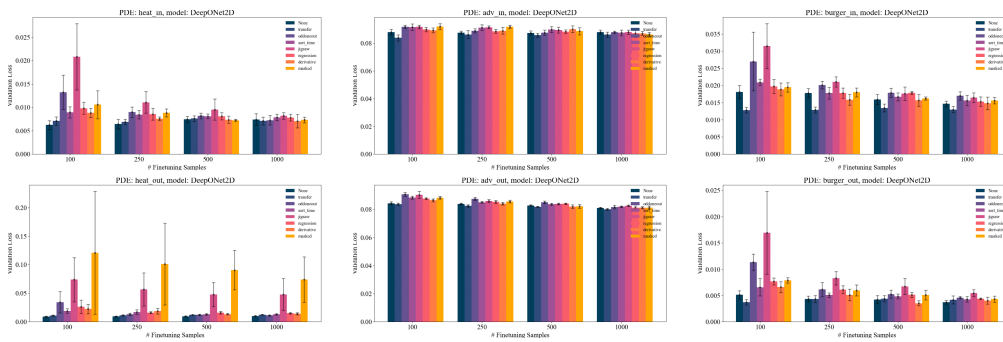 PDE: heat_in, model: DeepONet2D
Validation Loss
0.025
0.020
0.015
0.010
0.005
0.000
None
transfer
oddoneout
sort_time
jigsaw
regression
derivative
masked
100
250
500
1000
# Finetuning Samples
PDE: adv_in, model: DeepONet2D
Validation Loss
0.08
0.06
0.04
0.02
0.00
None
transfer
oddoneout
sort_time
jigsaw
regression
derivative
masked
100
250
500
1000
# Finetuning Samples
PDE: burger_in, model: DeepONet2D
Validation Loss
0.035
0.030
0.025
0.020
0.015
0.010
0.005
0.000
None
transfer
oddoneout
sort_time
jigsaw
regression
derivative
masked
100
250
500
1000
# Finetuning Samples
PDE: heat_out, model: DeepONet2D
Validation Loss
0.20
0.15
0.10
0.05
0.00
None
transfer
oddoneout
sort_time
jigsaw
regression
derivative
masked
100
250
500
1000
# Finetuning Samples
PDE: adv_out, model: DeepONet2D
Validation Loss
0.08
0.06
0.04
0.02
0.00
None
transfer
oddoneout
sort_time
jigsaw
regression
derivative
masked
100
250
500
1000
# Finetuning Samples
PDE: burger_out, model: DeepONet2D
Validation Loss
0.025
0.020
0.015
0.010
0.005
0.000
None
transfer
oddoneout
sort_time
jigsaw
regression
derivative
masked
100
250
500
1000
# Finetuning Samples